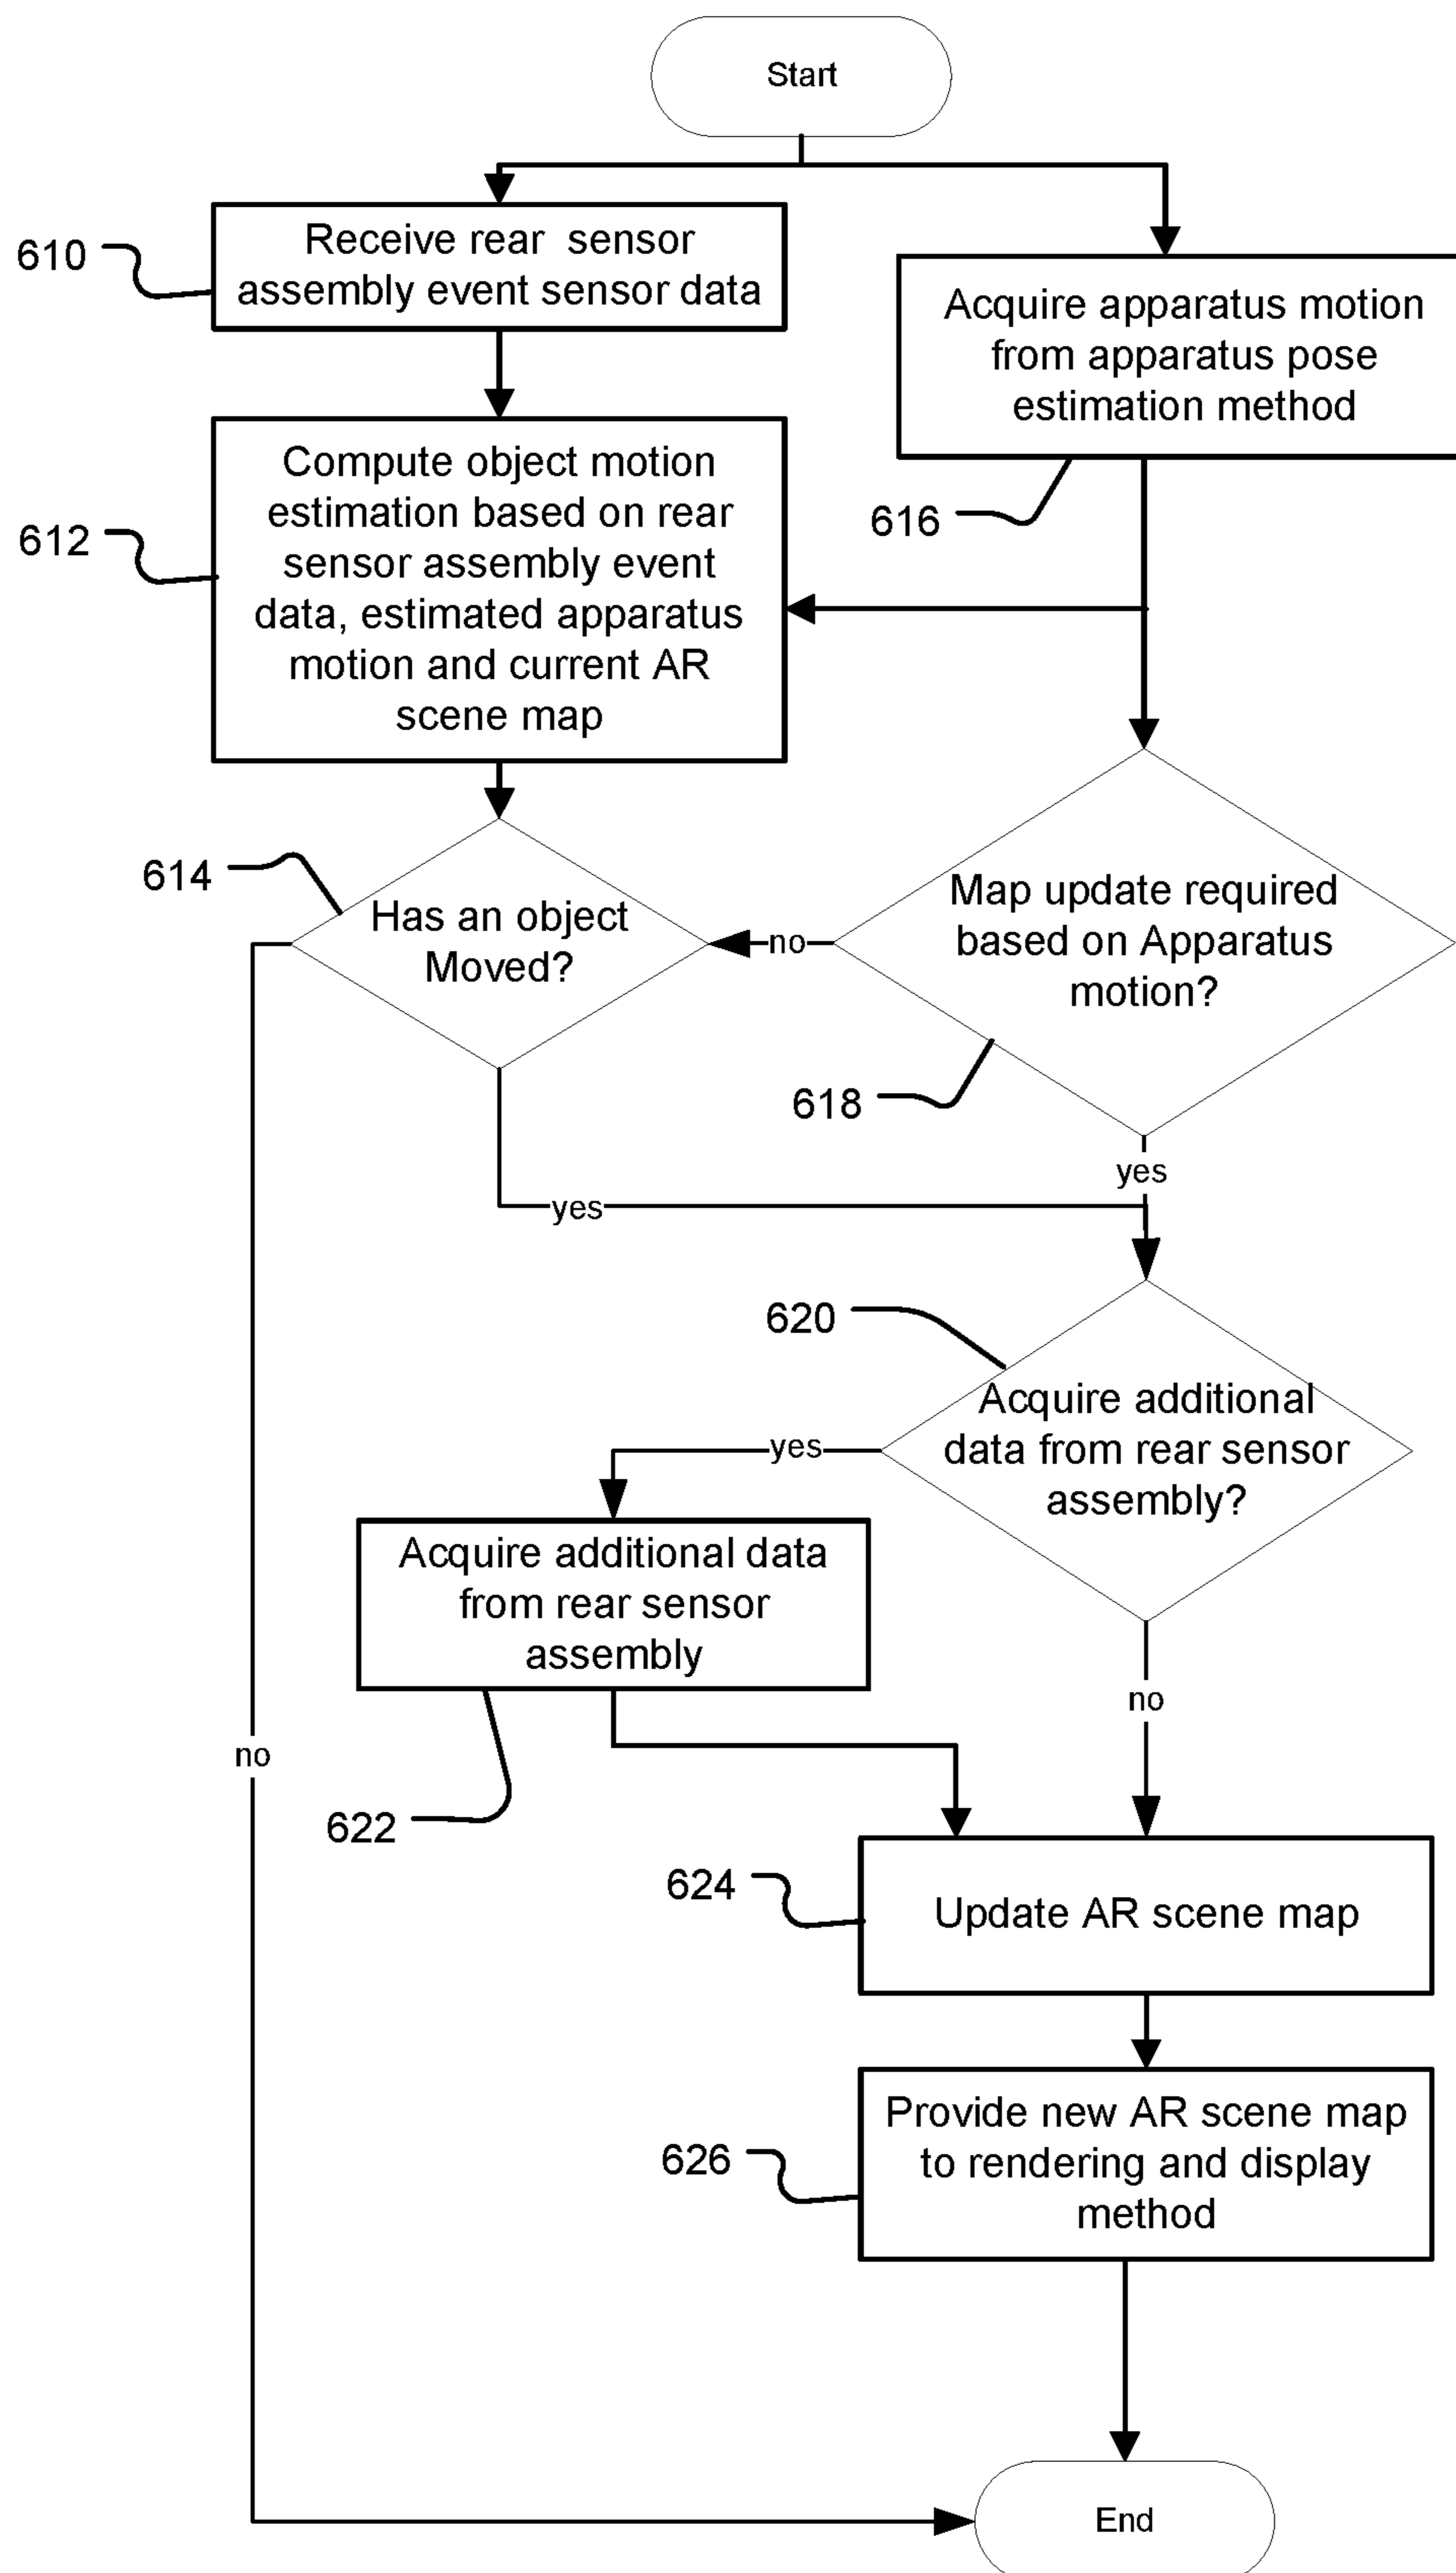 Start
610
Receive rear sensor
assembly event sensor data
Acquire apparatus motion
from apparatus pose
estimation method
616
612
Compute object motion
estimation based on rear
sensor assembly event
data, estimated apparatus
motion and current AR
scene map
614
Has an object
Moved?
no
Map update required
based on Apparatus
motion?
618
yes
yes
620
Acquire additional
data from rear sensor
assembly?
yes
Acquire additional data
from rear sensor
assembly
622
no
no
624
Update AR scene map
626
Provide new AR scene map
to rendering and display
method
End